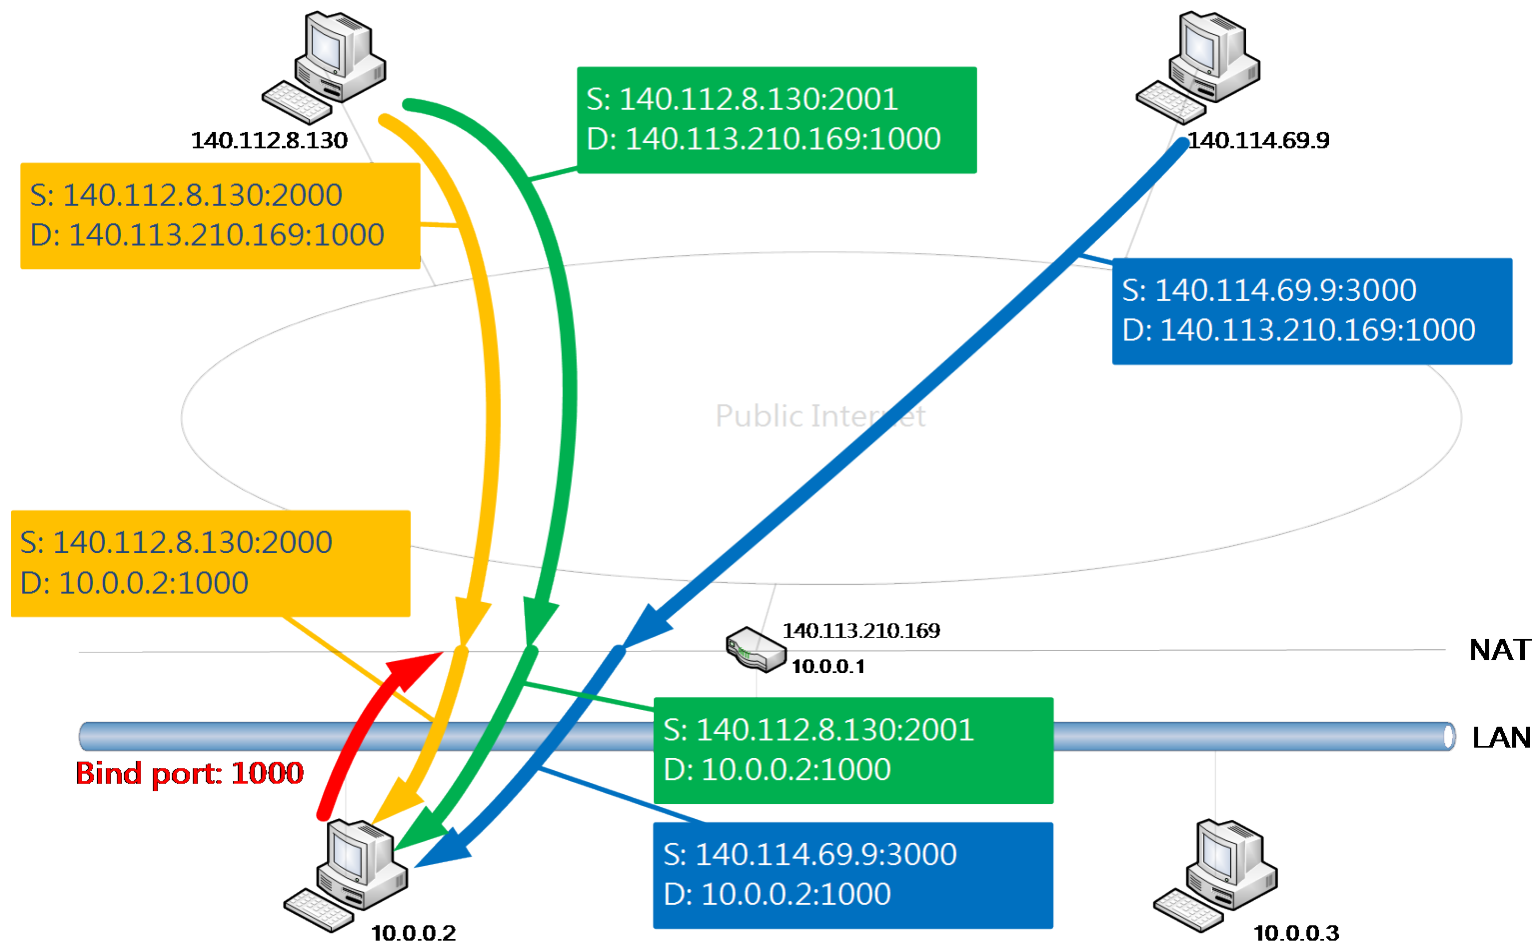 140.112.8.130
S: 140.112.8.130:2001
D: 140.113.210.169:1000
140.114.69.9
S: 140.112.8.130:2000
D: 140.113.210.169:1000
S: 140.114.69.9:3000
D: 140.113.210.169:1000
Public Internet
S: 140.112.8.130:2000
D: 10.0.0.2:1000
140.113.210.169
10.0.0.1
NAT
S: 140.112.8.130:2001
D: 10.0.0.2:1000
LAN
Bind port: 1000
S: 140.114.69.9:3000
D: 10.0.0.2:1000
10.0.0.2
10.0.0.3